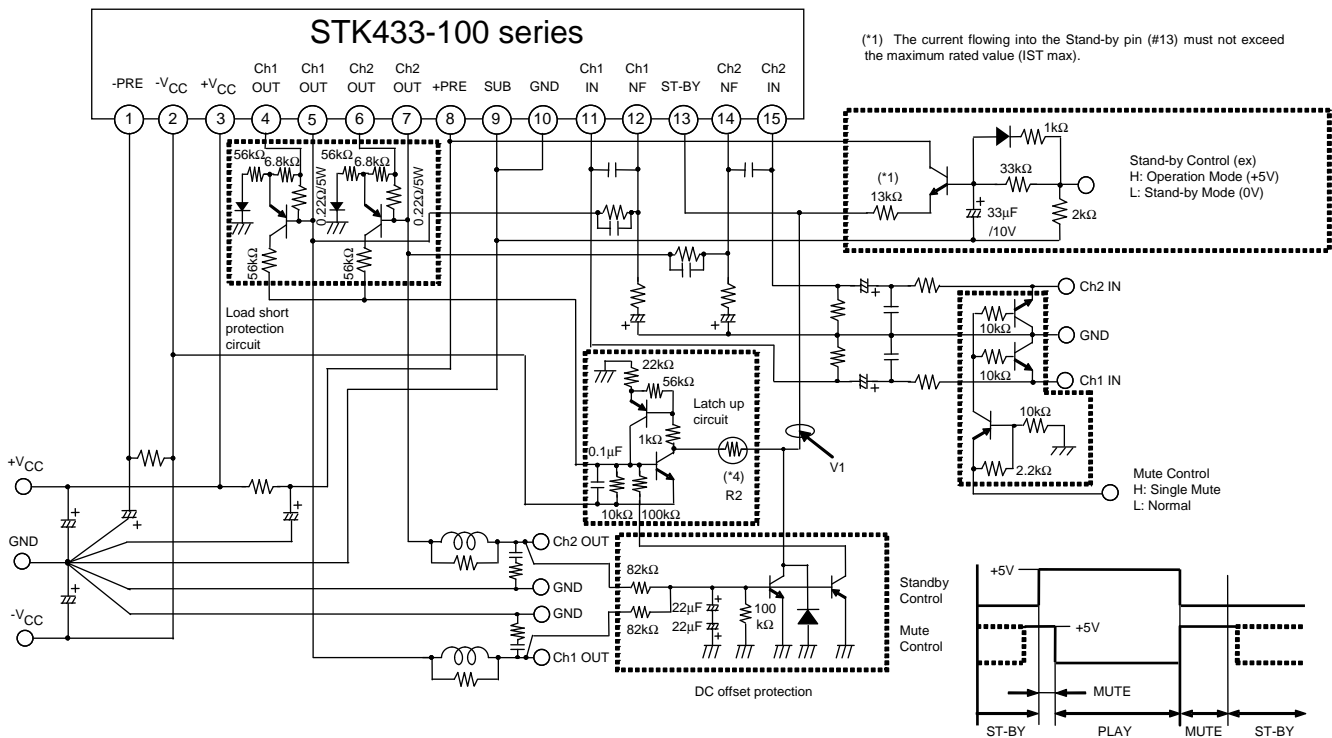 STK433-100 series
(*1) The current flowing into the Stand-by pin (#13) must not exceed
the maximum rated value (IST max).
-PRE -VCC +VCC Ch1 OUT Ch1 OUT Ch2 OUT Ch2 OUT +PRE SUB GND Ch1 IN Ch1 NF ST-BY Ch2 NF Ch2 IN
1 2 3 4 5 6 7 8 9 10 11 12 13 14 15
56kΩ
6.8kΩ
56kΩ
6.8kΩ
0.22Ω/5W
0.22Ω/5W
56kΩ
56kΩ
Load short
protection
circuit
1kΩ
33kΩ
(*1)
13kΩ
33μF
/10V
2kΩ
+
Stand-by Control (ex)
H: Operation Mode (+5V)
L: Stand-by Mode (0V)
Ch2 IN
GND
Ch1 IN
+
+
+
+
10kΩ
10kΩ
10kΩ
2.2kΩ
Mute Control
H: Single Mute
L: Normal
22kΩ
56kΩ
Latch up
circuit
1kΩ
0.1μF
(*4)
R2
10kΩ
100kΩ
V1
+VCC
GND
-VCC
+
+
+
+
Ch2 OUT
GND
GND
Ch1 OUT
82kΩ
82kΩ
22μF
22μF
+
+
100
kΩ
DC offset protection
Standby
Control
Mute
Control
+5V
+5V
MUTE
ST-BY PLAY MUTE ST-BY